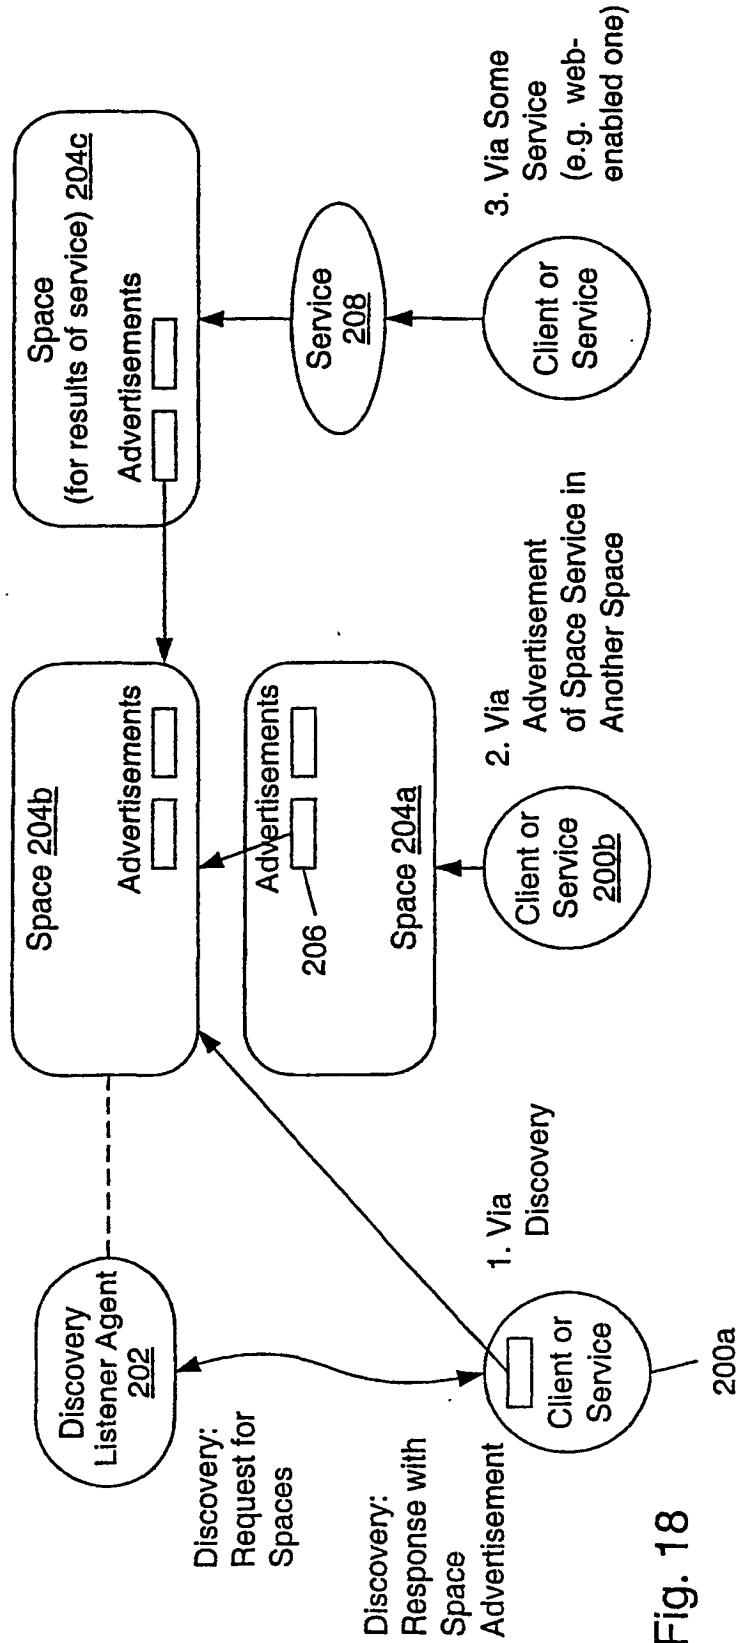 Discovery
Listener Agent
202
Space 204b
Advertisements
Space
(for results of service) 204c
Advertisements
Discovery:
Request for
Spaces
Advertisements
206
Space 204a
Service
208
Discovery:
Response with
Space
Advertisement
Client or
Service
200a
1. Via
Discovery
Client or
Service
200b
2. Via
Advertisement
of Space Service in
Another Space
Client or
Service
3. Via Some
Service
(e.g. web-
enabled one)
Fig. 18